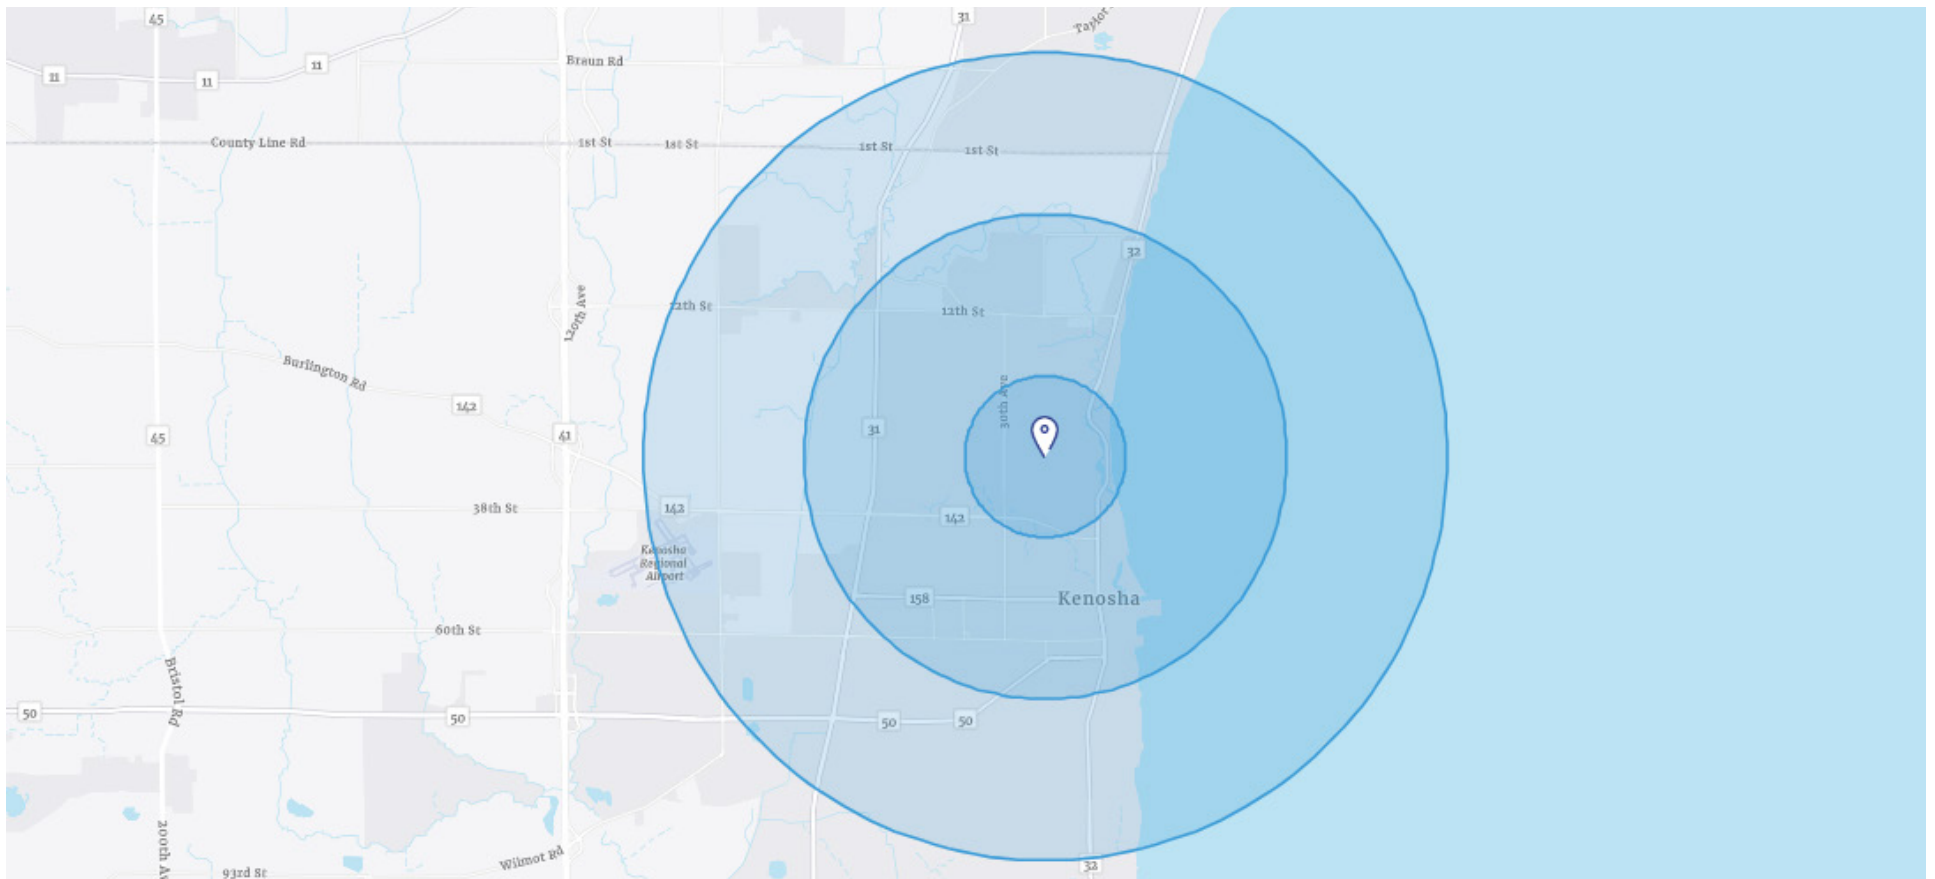 45
31
Taylor
11
11
11
Braun Rd
County Line Rd
1st St
1st St
1st St
1st St
32
12th St
12th St
120th Ave
Burlington Rd
142
30th Ave
45
41
31
38th St
142
142
Kenosha
Regional
Airport
158
Kenosha
60th St
Bristol Rd
50
50
50
50
200th Av
Wilmot Rd
93rd St
32